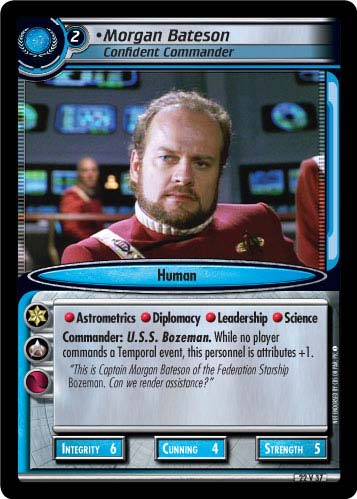 2 •Morgan Bateson
Confident Commander
Human
• Astrometrics • Diplomacy • Leadership • Science
Commander: U.S.S. Bozeman. While no player
commands a Temporal event, this personnel is attributes +1.
"This is Captain Morgan Bateson of the Federation Starship
Bozeman. Can we render assistance?"
INTEGRITY 6 CUNNING 4 STRENGTH 5
22 V 37